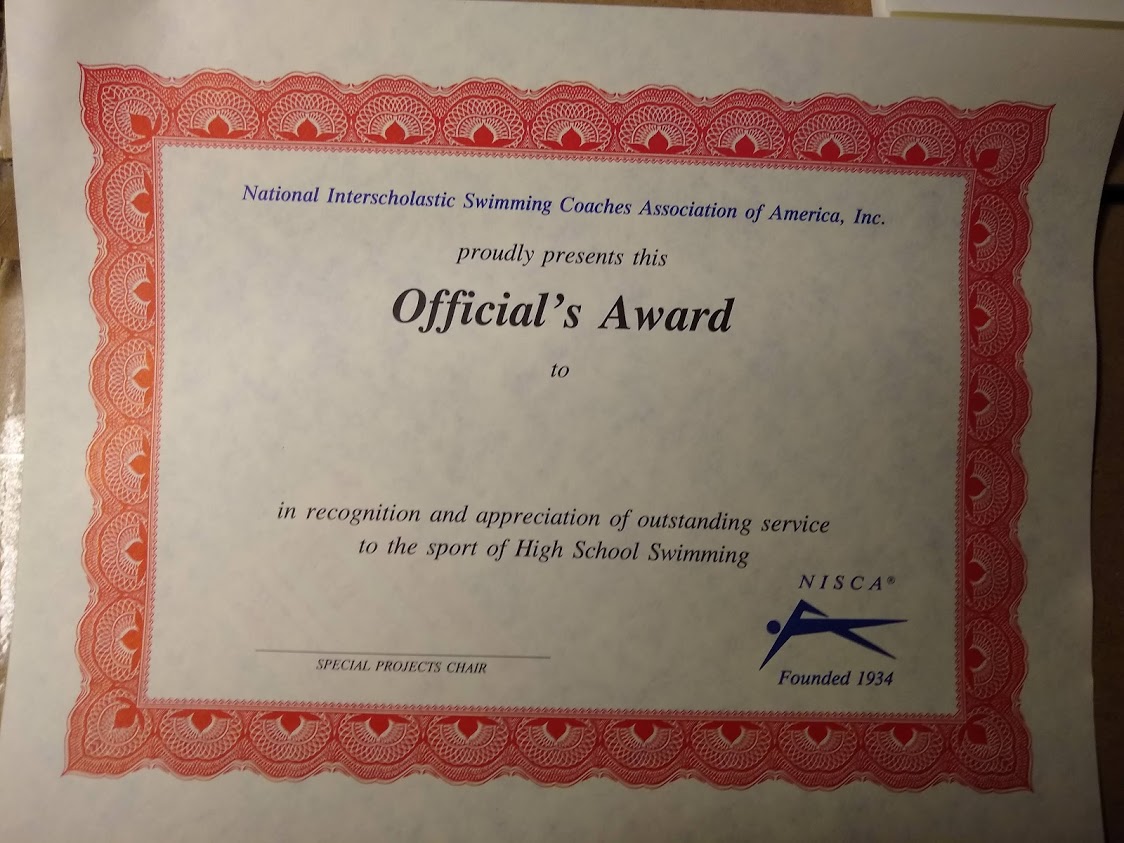 National Interscholastic Swimming Coaches Association of America, Inc.
proudly presents this
Official's Award
to
in recognition and appreciation of outstanding service
to the sport of High School Swimming
NISCA®
SPECIAL PROJECTS CHAIR
Founded 1934